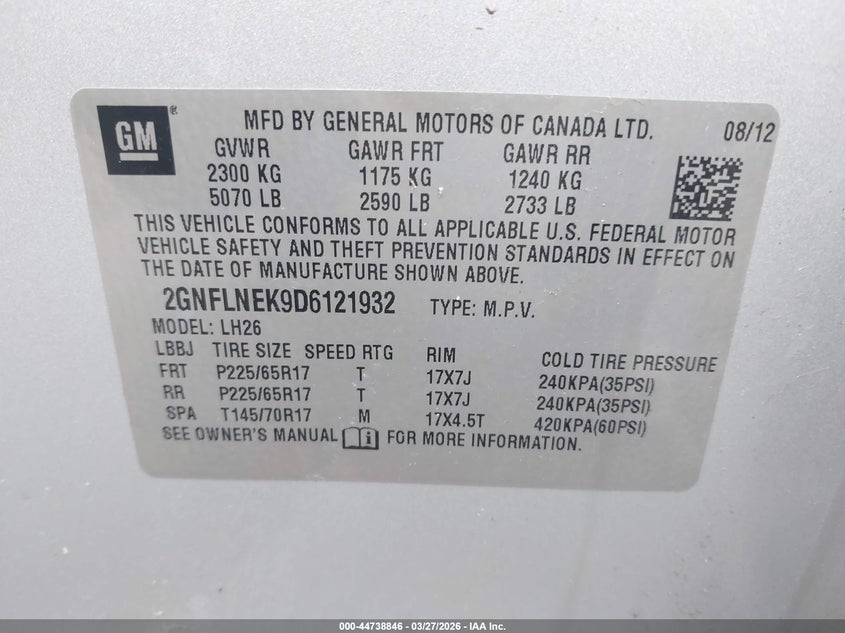 GM®
MFD BY GENERAL MOTORS OF CANADA LTD. 08/12
GVWR GAWR FRT GAWR RR
2300 KG 1175 KG 1240 KG
5070 LB 2590 LB 2733 LB
THIS VEHICLE CONFORMS TO ALL APPLICABLE U.S. FEDERAL MOTOR
VEHICLE SAFETY AND THEFT PREVENTION STANDARDS IN EFFECT ON
THE DATE OF MANUFACTURE SHOWN ABOVE.
2GNFLNEK9D6121932 TYPE: M.P.V.
MODEL: LH26
LBBJ TIRE SIZE SPEED RTG RIM COLD TIRE PRESSURE
FRT P225/65R17 T 17X7J 240KPA(35PSI)
RR P225/65R17 T 17X7J 240KPA(35PSI)
SPA T145/70R17 M 17X4.5T 420KPA(60PSI)
SEE OWNER'S MANUAL FOR MORE INFORMATION.
000-44738846 — 03/27/2026 — IAA Inc.